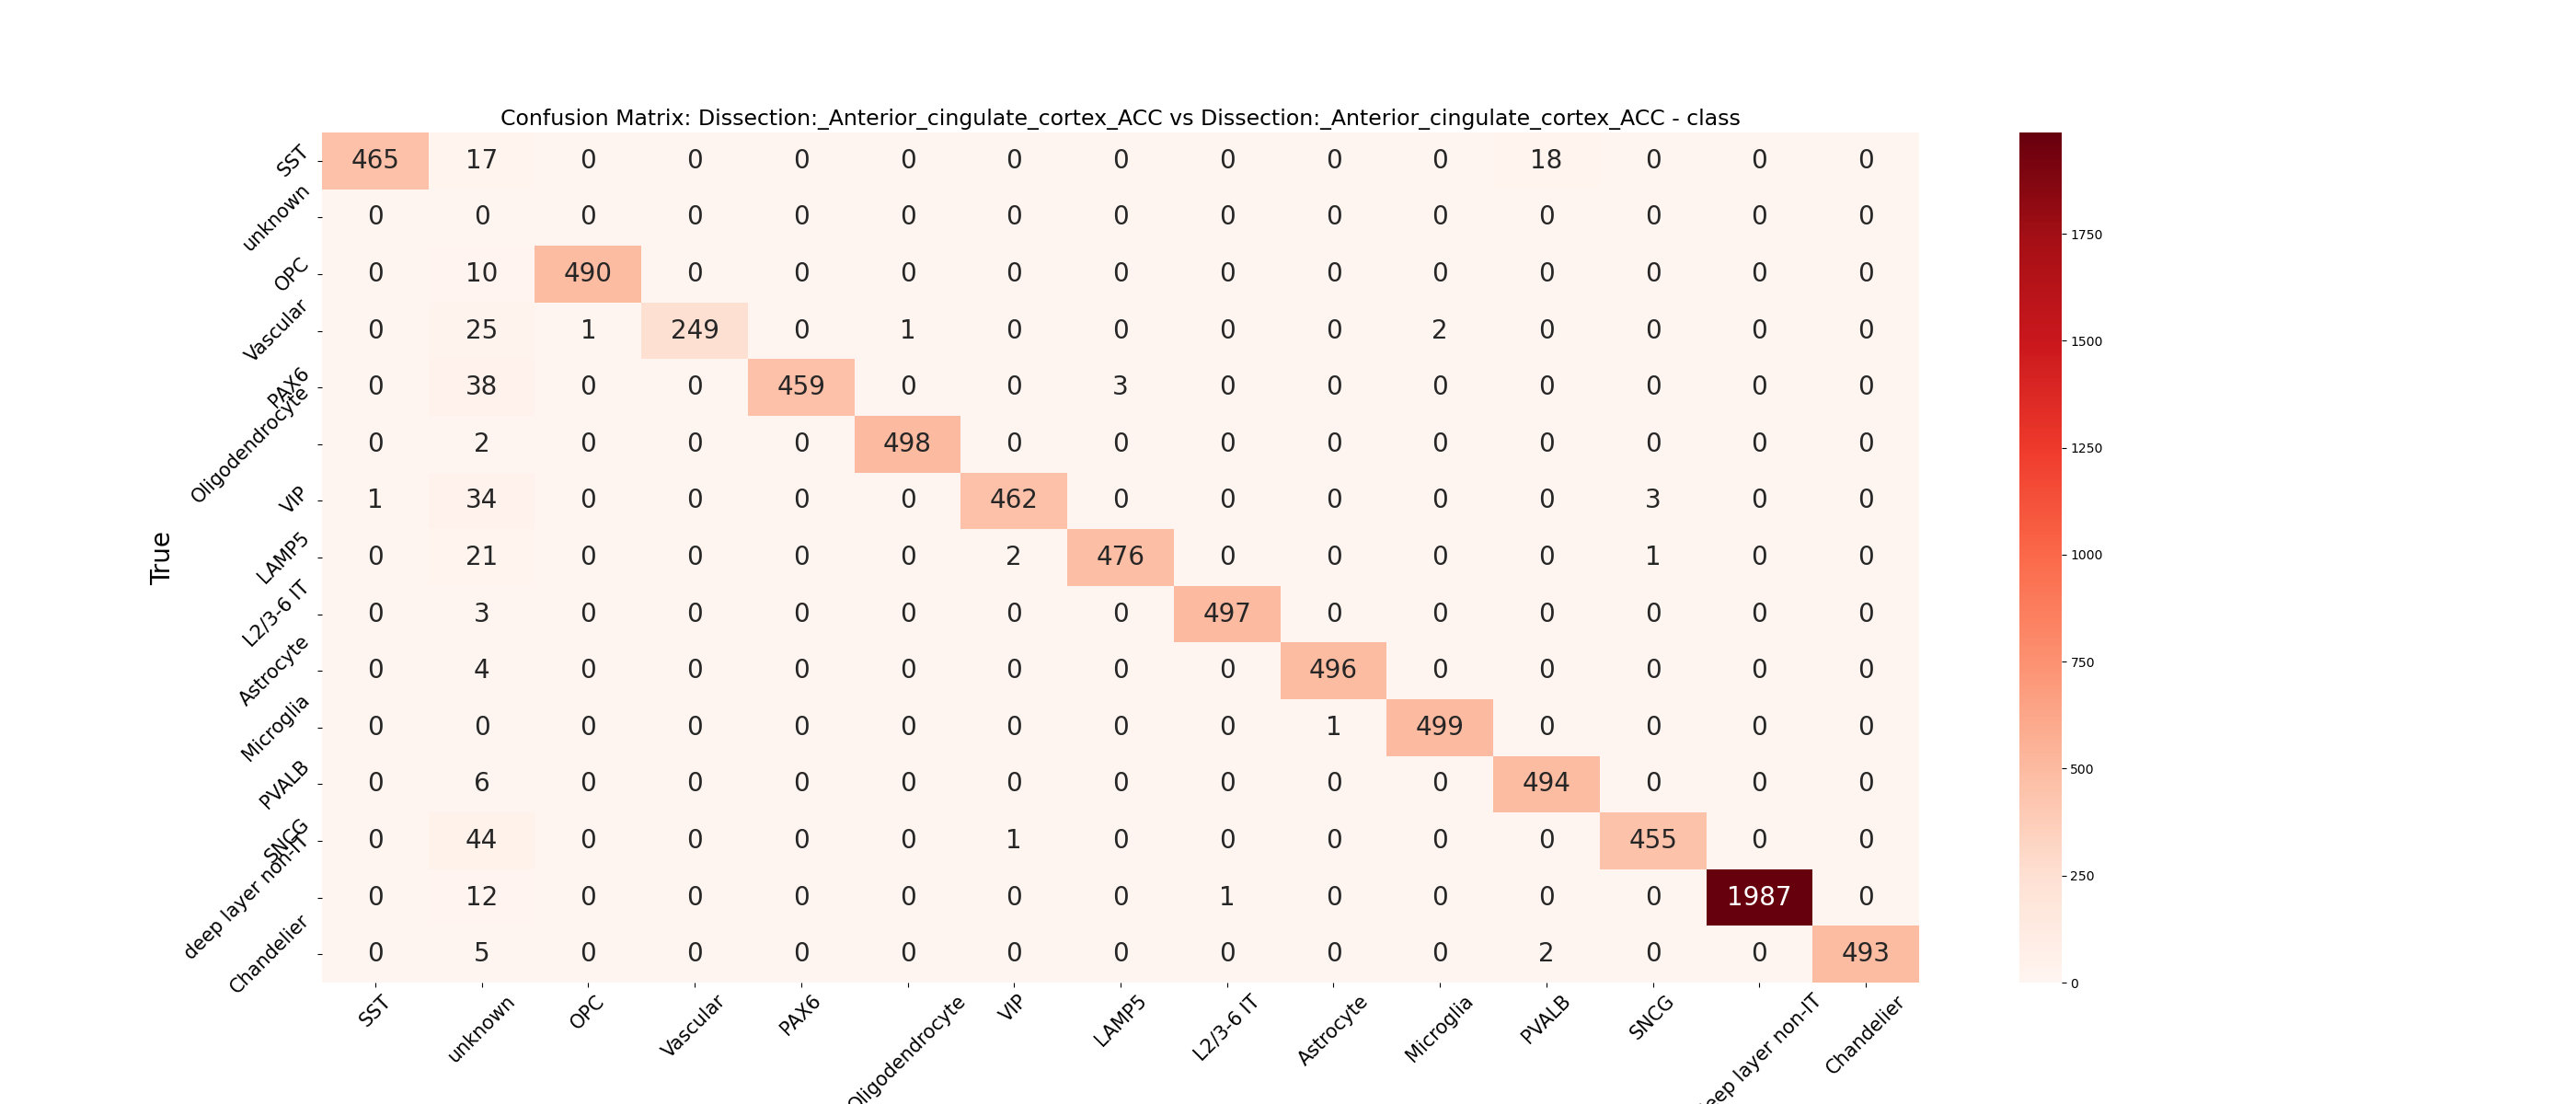 Confusion Matrix: Dissection:_Anterior_cingulate_cortex_ACC vs Dissection:_Anterior_cingulate_cortex_ACC - class
True
SST 465 17 0 0 0 0 0 0 0 0 0 18 0 0 0
unknown 0 0 0 0 0 0 0 0 0 0 0 0 0 0 0
OPC 0 10 490 0 0 0 0 0 0 0 0 0 0 0 0
Vascular 0 25 1 249 0 1 0 0 0 0 2 0 0 0 0
PAX6 0 38 0 0 459 0 0 3 0 0 0 0 0 0 0
Oligodendrocyte 0 2 0 0 0 498 0 0 0 0 0 0 0 0 0
VIP 1 34 0 0 0 0 462 0 0 0 0 0 3 0 0
LAMP5 0 21 0 0 0 0 2 476 0 0 0 0 1 0 0
L2/3-6 IT 0 3 0 0 0 0 0 0 497 0 0 0 0 0 0
Astrocyte 0 4 0 0 0 0 0 0 0 496 0 0 0 0 0
Microglia 0 0 0 0 0 0 0 0 0 1 499 0 0 0 0
PVALB 0 6 0 0 0 0 0 0 0 0 0 494 0 0 0
SNCG 0 44 0 0 0 0 1 0 0 0 0 0 455 0 0
deep layer non-IT 0 12 0 0 0 0 0 0 1 0 0 0 0 1987 0
Chandelier 0 5 0 0 0 0 0 0 0 0 0 2 0 0 493
SST unknown OPC Vascular PAX6 Oligodendrocyte VIP LAMP5 L2/3-6 IT Astrocyte Microglia PVALB SNCG eep layer non-IT Chandelier
1750
1500
1250
1000
750
500
250
0